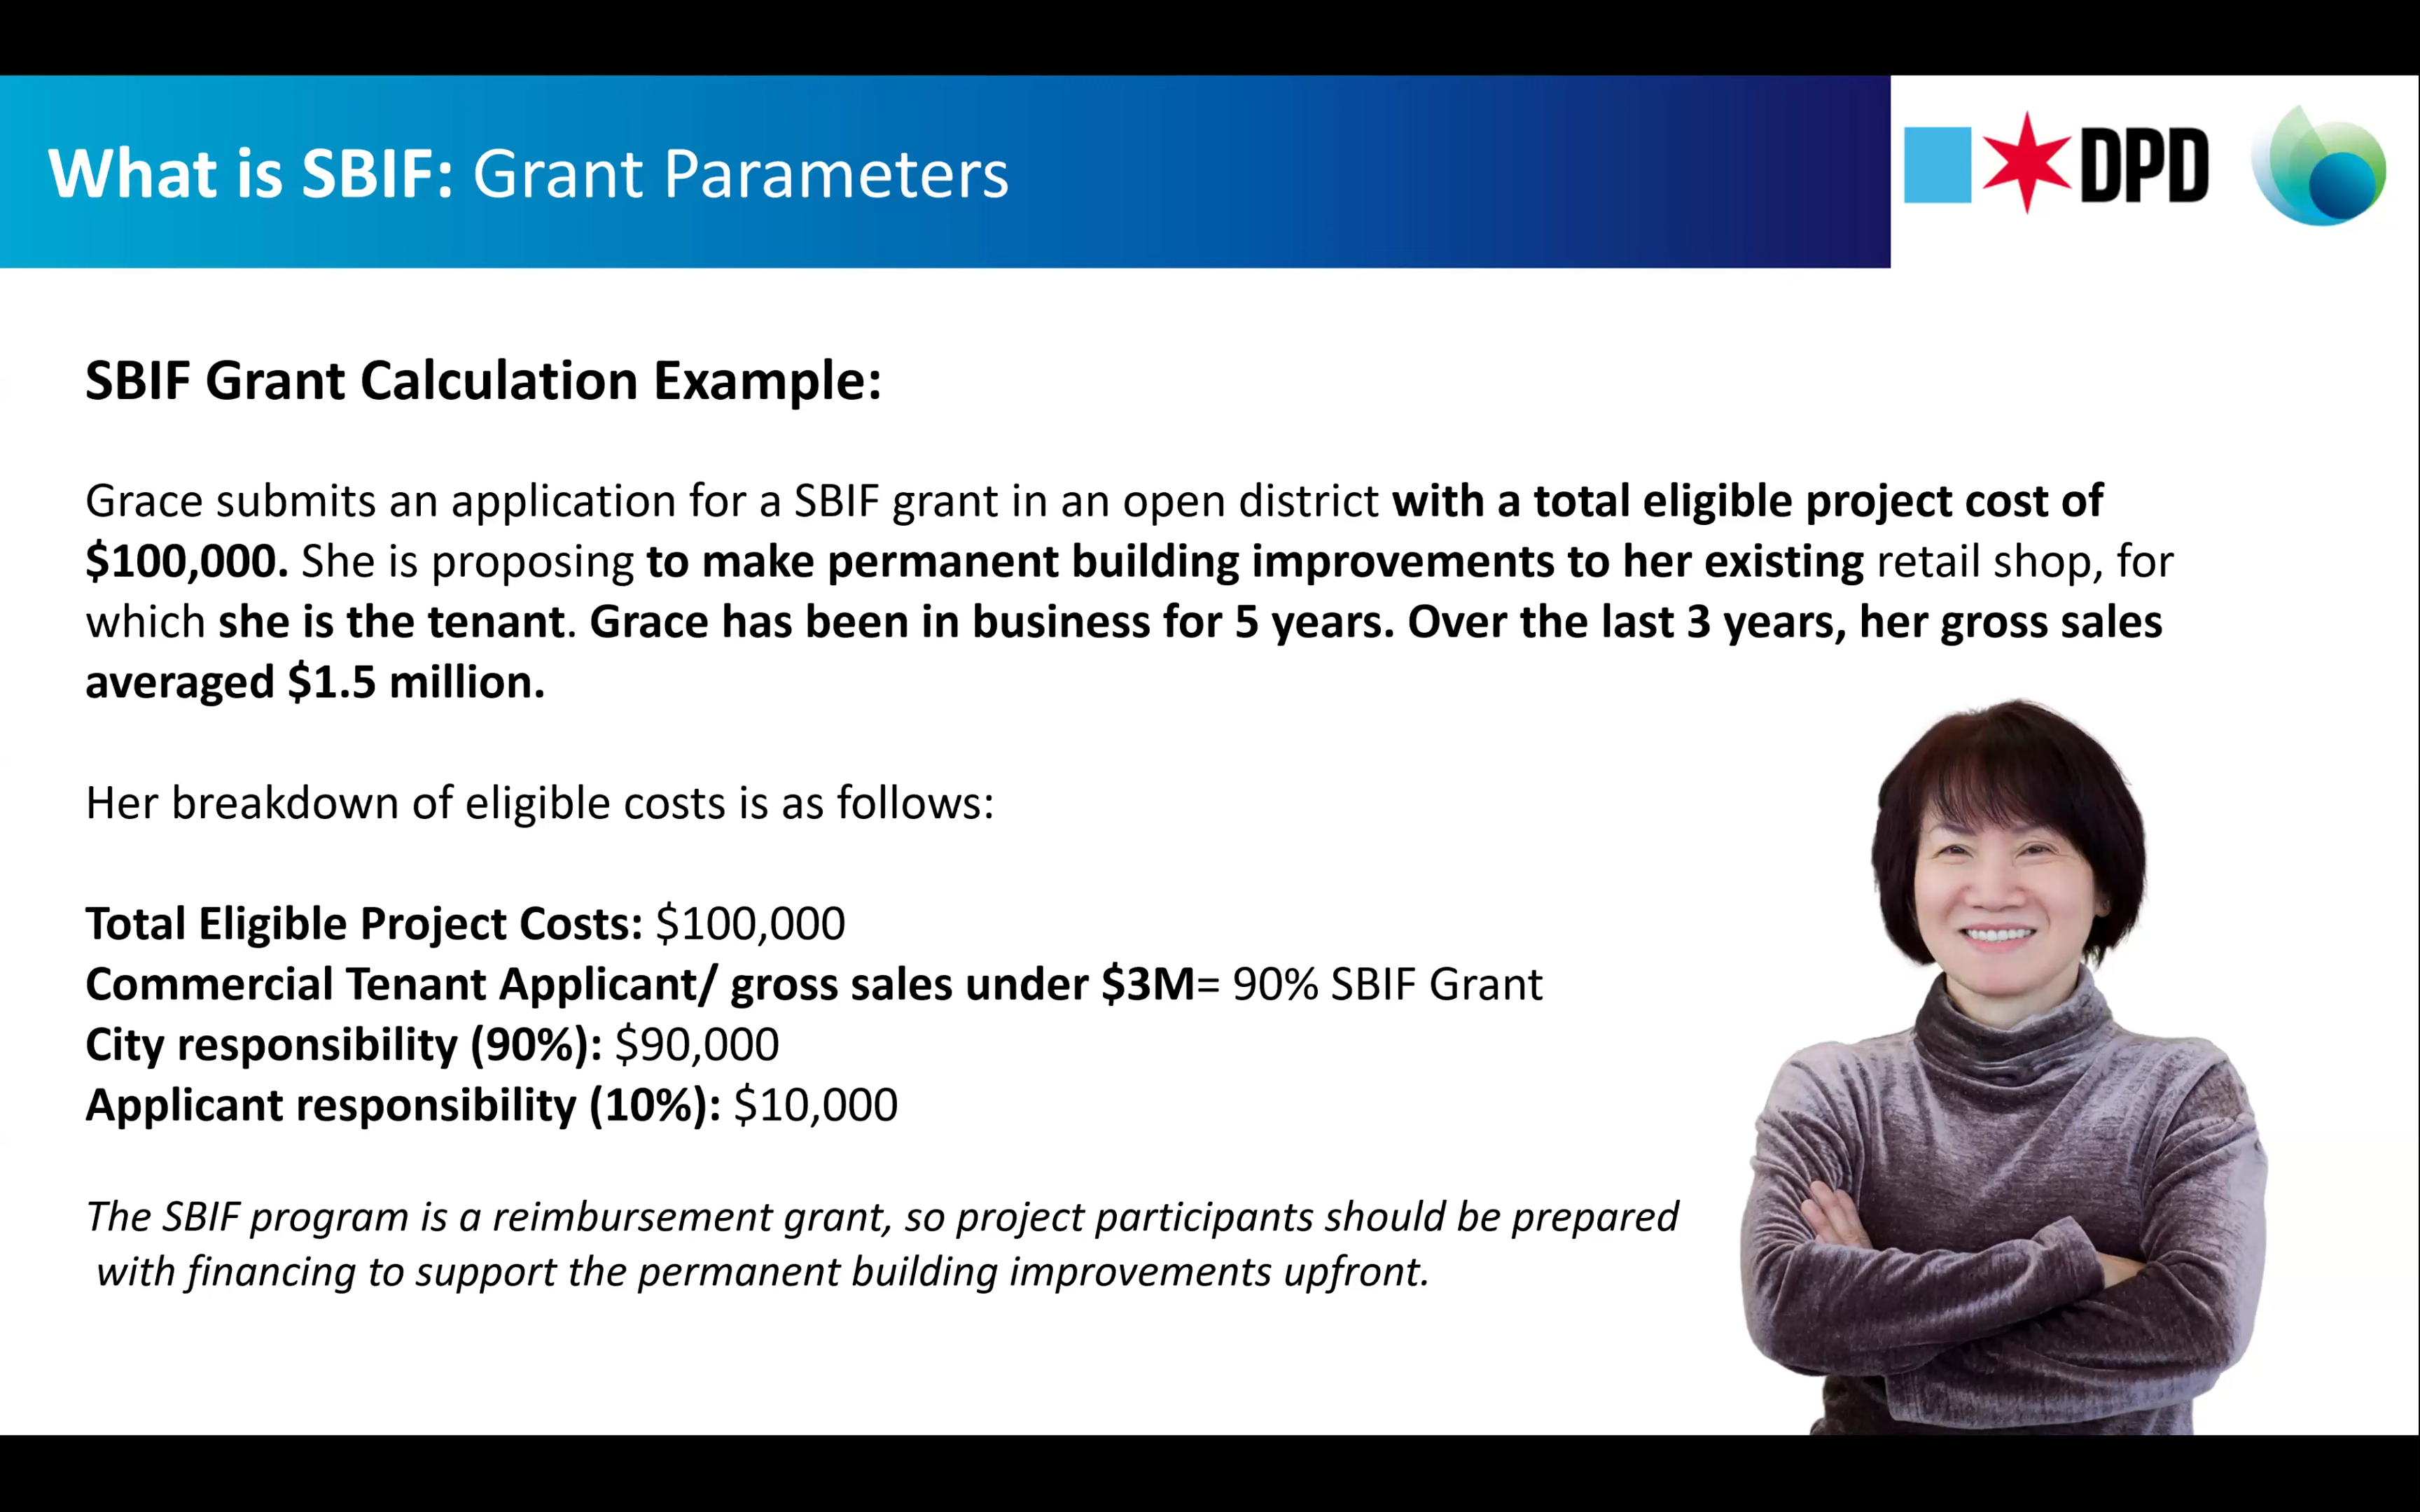 What is SBIF: Grant Parameters
DPD
SBIF Grant Calculation Example:
Grace submits an application for a SBIF grant in an open district with a total eligible project cost of
$100,000. She is proposing to make permanent building improvements to her existing retail shop, for
which she is the tenant. Grace has been in business for 5 years. Over the last 3 years, her gross sales
averaged $1.5 million.
Her breakdown of eligible costs is as follows:
Total Eligible Project Costs: $100,000
Commercial Tenant Applicant/ gross sales under $3M= 90% SBIF Grant
City responsibility (90%): $90,000
Applicant responsibility (10%): $10,000
The SBIF program is a reimbursement grant, so project participants should be prepared
with financing to support the permanent building improvements upfront.